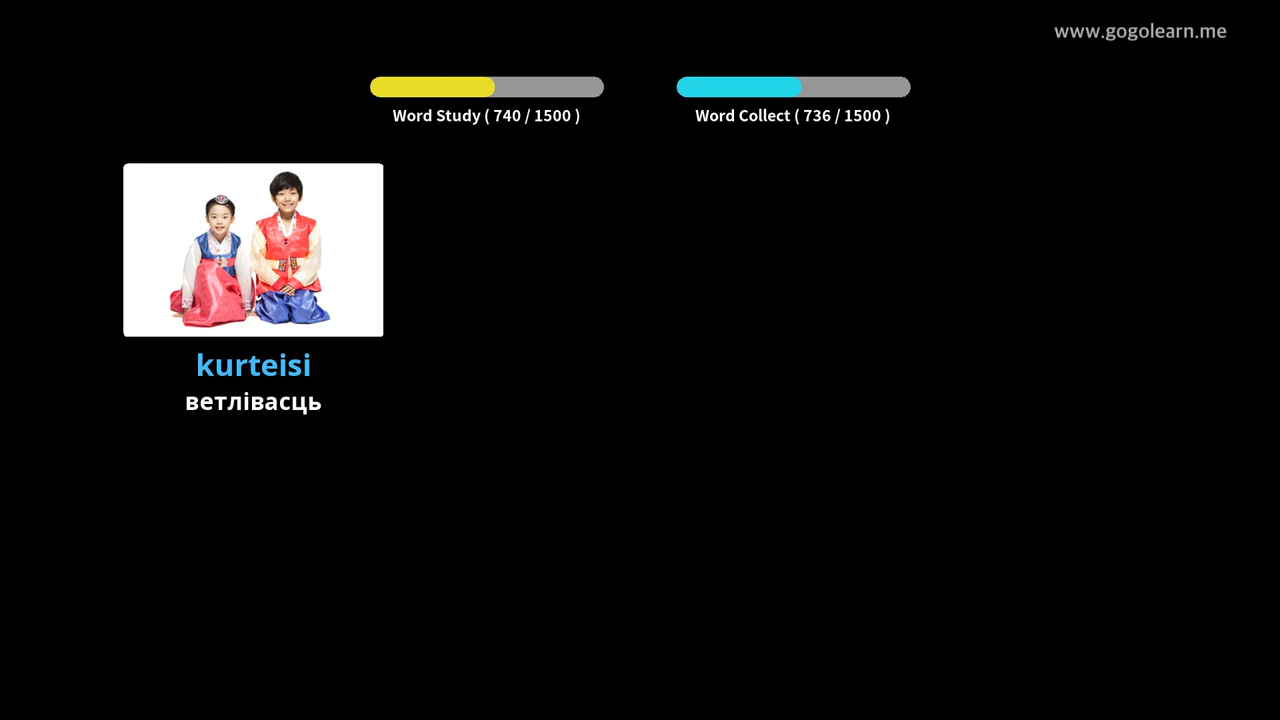 www.gogolearn.me
Word Study ( 740 / 1500 )
Word Collect ( 736 / 1500 )
kurteisi
ветлівасць